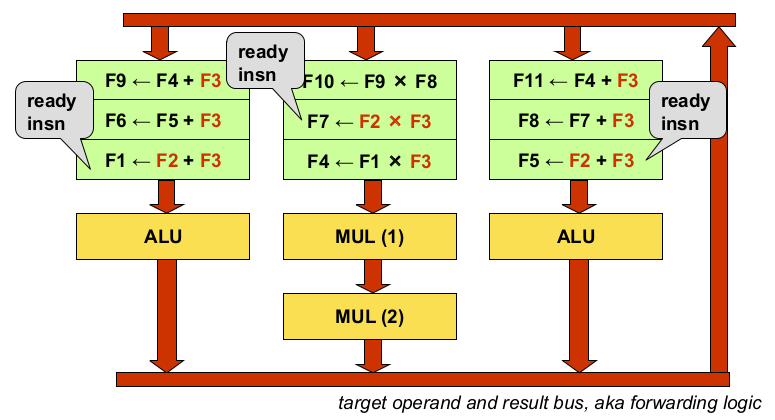 ready
insn
F9 ← F4 + F3
F10 ← F9 × F8
F11 ← F4 + F3
ready
insn
F6 ← F5 + F3
F7 ← F2 × F3
F8 ← F7 + F3
ready
insn
F1 ← F2 + F3
F4 ← F1 × F3
F5 ← F2 + F3
ALU
MUL (1)
ALU
MUL (2)
target operand and result bus, aka forwarding logic